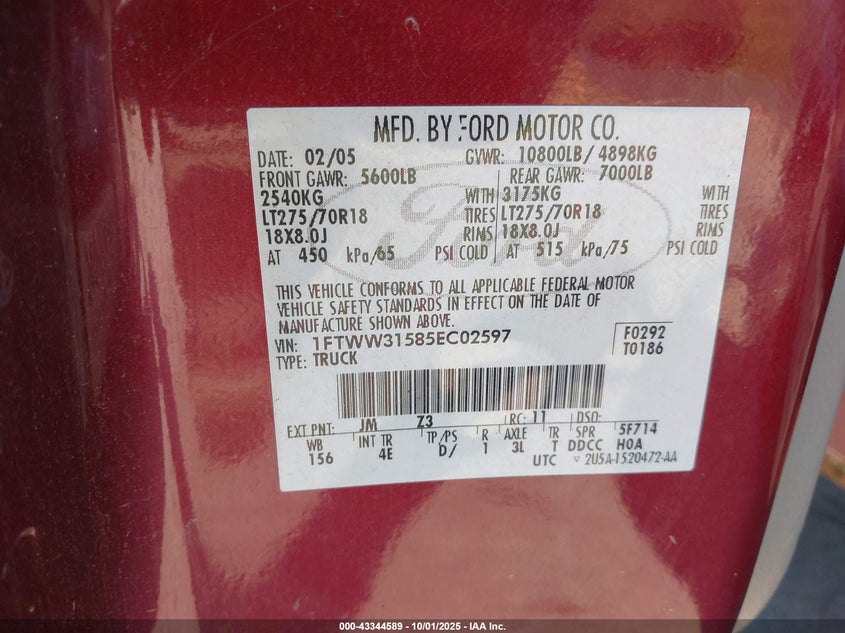 MFD. BY FORD MOTOR CO.
DATE: 02/05 GVWR: 10800LB/ 4898KG
FRONT GAWR: 5600LB REAR GAWR: 7000LB
2540KG WITH 3175KG WITH
LT275/70R18 TIRES LT275/70R18 TIRES
18X8.0J RIMS 18X8.0J RIMS
AT 450 kPa/65 PSI COLD AT 515 kPa/75 PSI COLD
Ford
THIS VEHICLE CONFORMS TO ALL APPLICABLE FEDERAL MOTOR
VEHICLE SAFETY STANDARDS IN EFFECT ON THE DATE OF
MANUFACTURE SHOWN ABOVE.
VIN: 1FTWW31585EC02597 F0292
TYPE: TRUCK T0186
EXT PNT: JM Z3 RC: 11 DSO:
WB INT TR TP/PS R AXLE TR SPR 5F714
156 4E D/ 1 3L T DDCC H0A
UTC 2U5A-1520472-AA
000-43344589 - 10/01/2025 - IAA Inc.